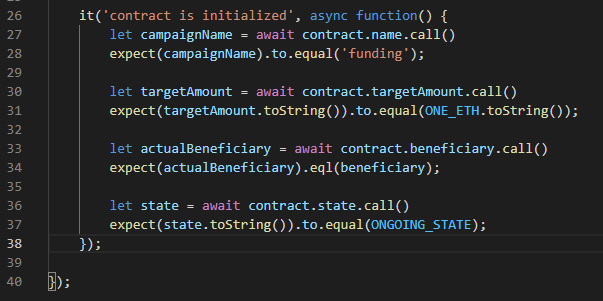 26 it('contract is initialized', async function() {
27 let campaignName = await contract.name.call()
28 expect(campaignName).to.equal('funding');
29
30 let targetAmount = await contract.targetAmount.call()
31 expect(targetAmount.toString()).to.equal(ONE_ETH.toString());
32
33 let actualBeneficiary = await contract.beneficiary.call()
34 expect(actualBeneficiary).eql(beneficiary);
35
36 let state = await contract.state.call()
37 expect(state.toString()).to.equal(ONGOING_STATE);
38 });
39
40 });